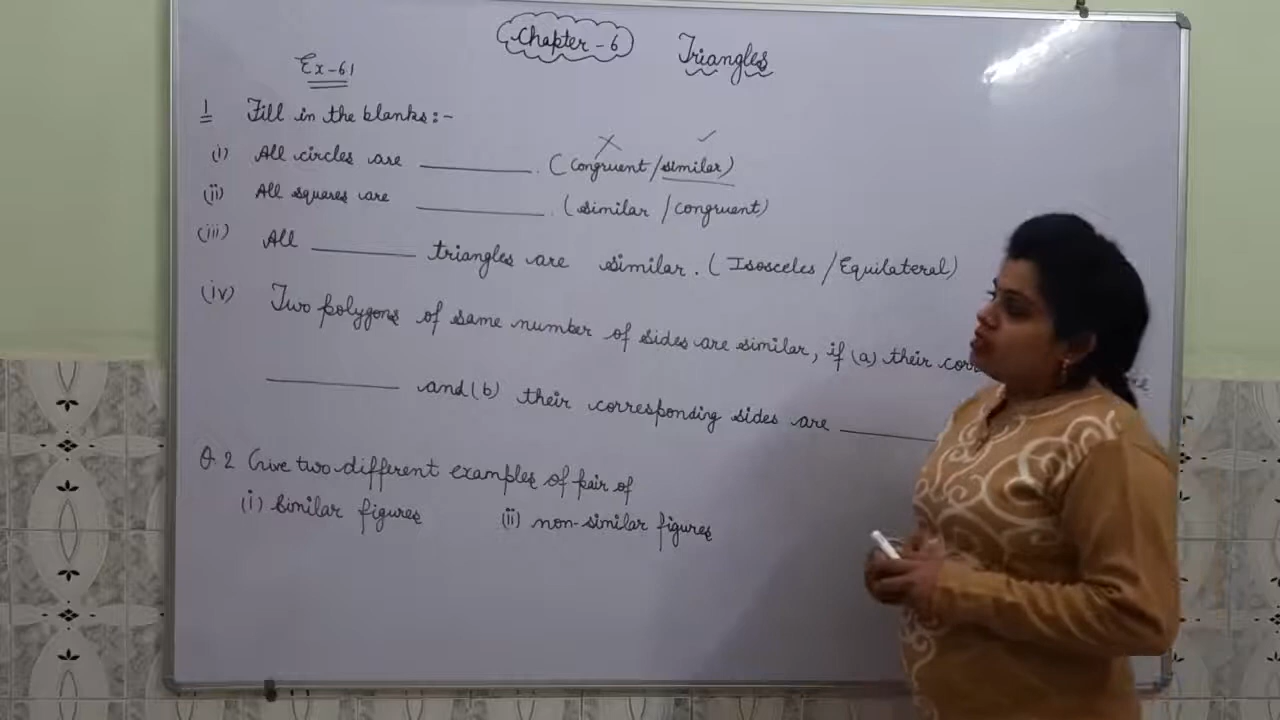 Chapter-6 Triangles
Ex-6.1
1 Fill in the blanks:-
(i) All circles are ________. (congruent/similar)
(ii) All squares are ________. (similar/congruent)
(iii) All ________ triangles are similar. (Isosceles/Equilateral)
(iv) Two polygons of same number of sides are similar, if (a) their
________ and (b) their corresponding sides are ________
Q.2 Give two different examples of pair of
(i) similar figures (ii) non-similar figures